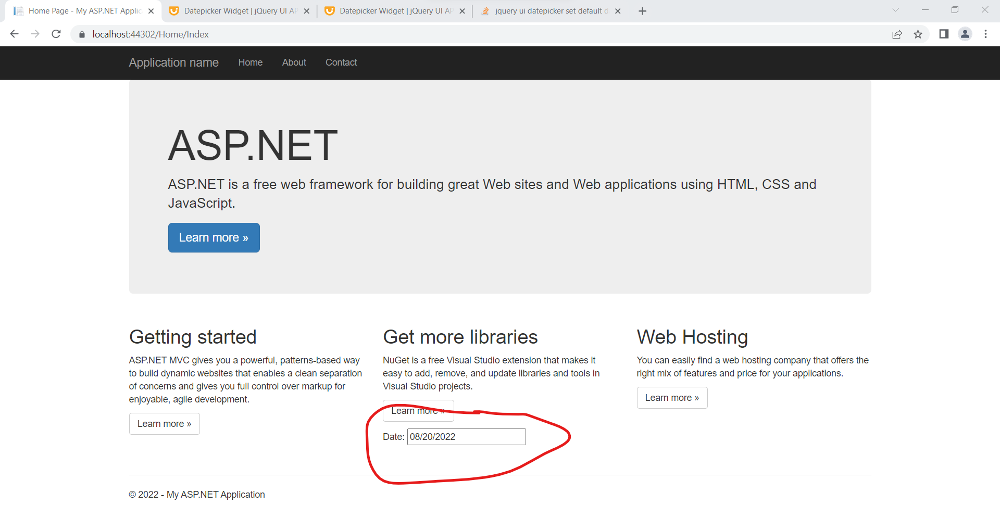 Home Page - My ASP.NET Applic
Datepicker Widget | jQuery UI AP
Datepicker Widget | jQuery UI AP
jquery ui datepicker set default d
localhost:44302/Home/Index
Application name Home About Contact
ASP.NET
ASP.NET is a free web framework for building great Web sites and Web applications using HTML, CSS and
JavaScript.
Learn more »
Getting started
ASP.NET MVC gives you a powerful, patterns-based way
to build dynamic websites that enables a clean separation
of concerns and gives you full control over markup for
enjoyable, agile development.
Learn more »
Get more libraries
NuGet is a free Visual Studio extension that makes it
easy to add, remove, and update libraries and tools in
Visual Studio projects.
Learn more »
Date: 08/20/2022
Web Hosting
You can easily find a web hosting company that offers the
right mix of features and price for your applications.
Learn more »
© 2022 - My ASP.NET Application